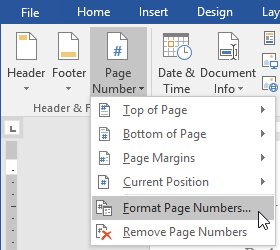 File Home Insert Design Lay
Header Footer Page Number Date & Time Document Info
Header & F
Top of Page
Bottom of Page
Page Margins
Current Position
Format Page Numbers...
Remove Page Numbers